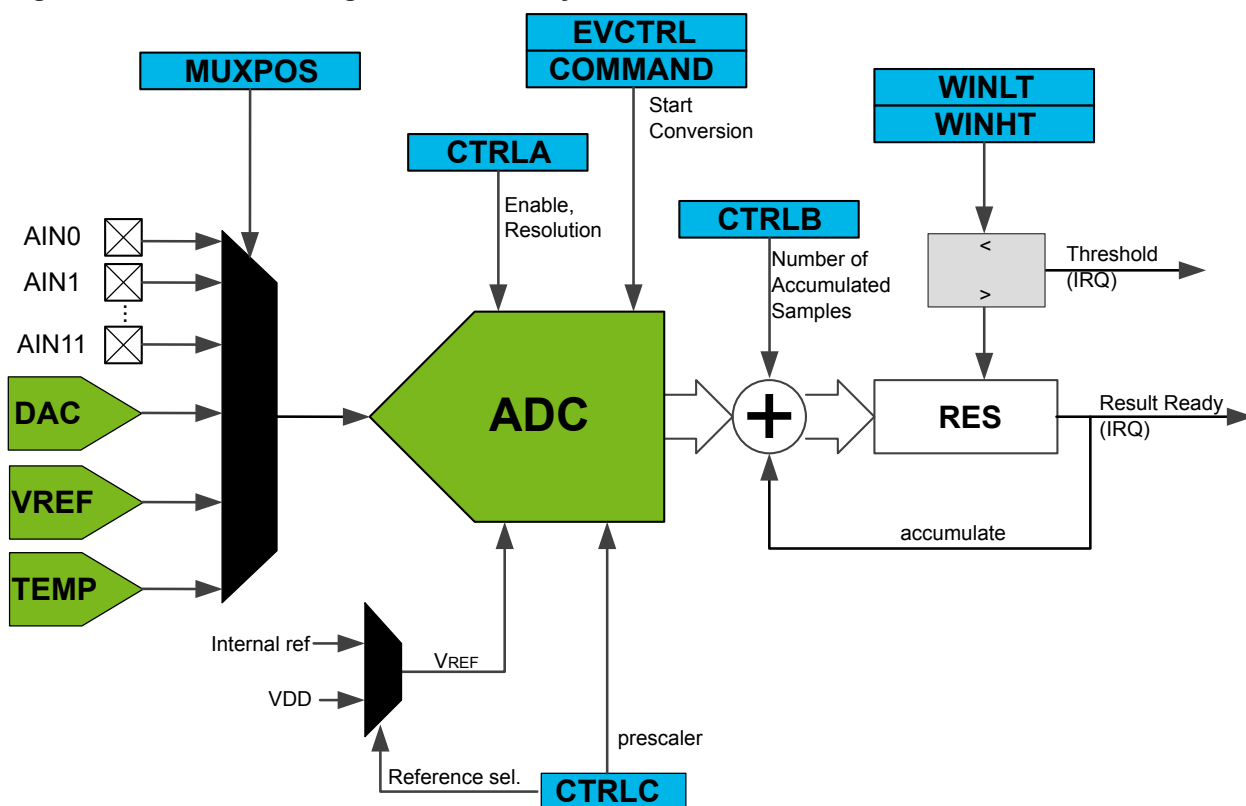 EVCTRL
COMMAND
MUXPOS
WINLT
WINHT
Start
Conversion
CTRLA
Enable,
Resolution
CTRLB
Number of
Accumulated
Samples
AIN0
AIN1
AIN11
<
>
Threshold
(IRQ)
DAC
ADC
+
RES
Result Ready
(IRQ)
VREF
accumulate
TEMP
Internal ref
VREF
VDD
prescaler
Reference sel.
CTRLC